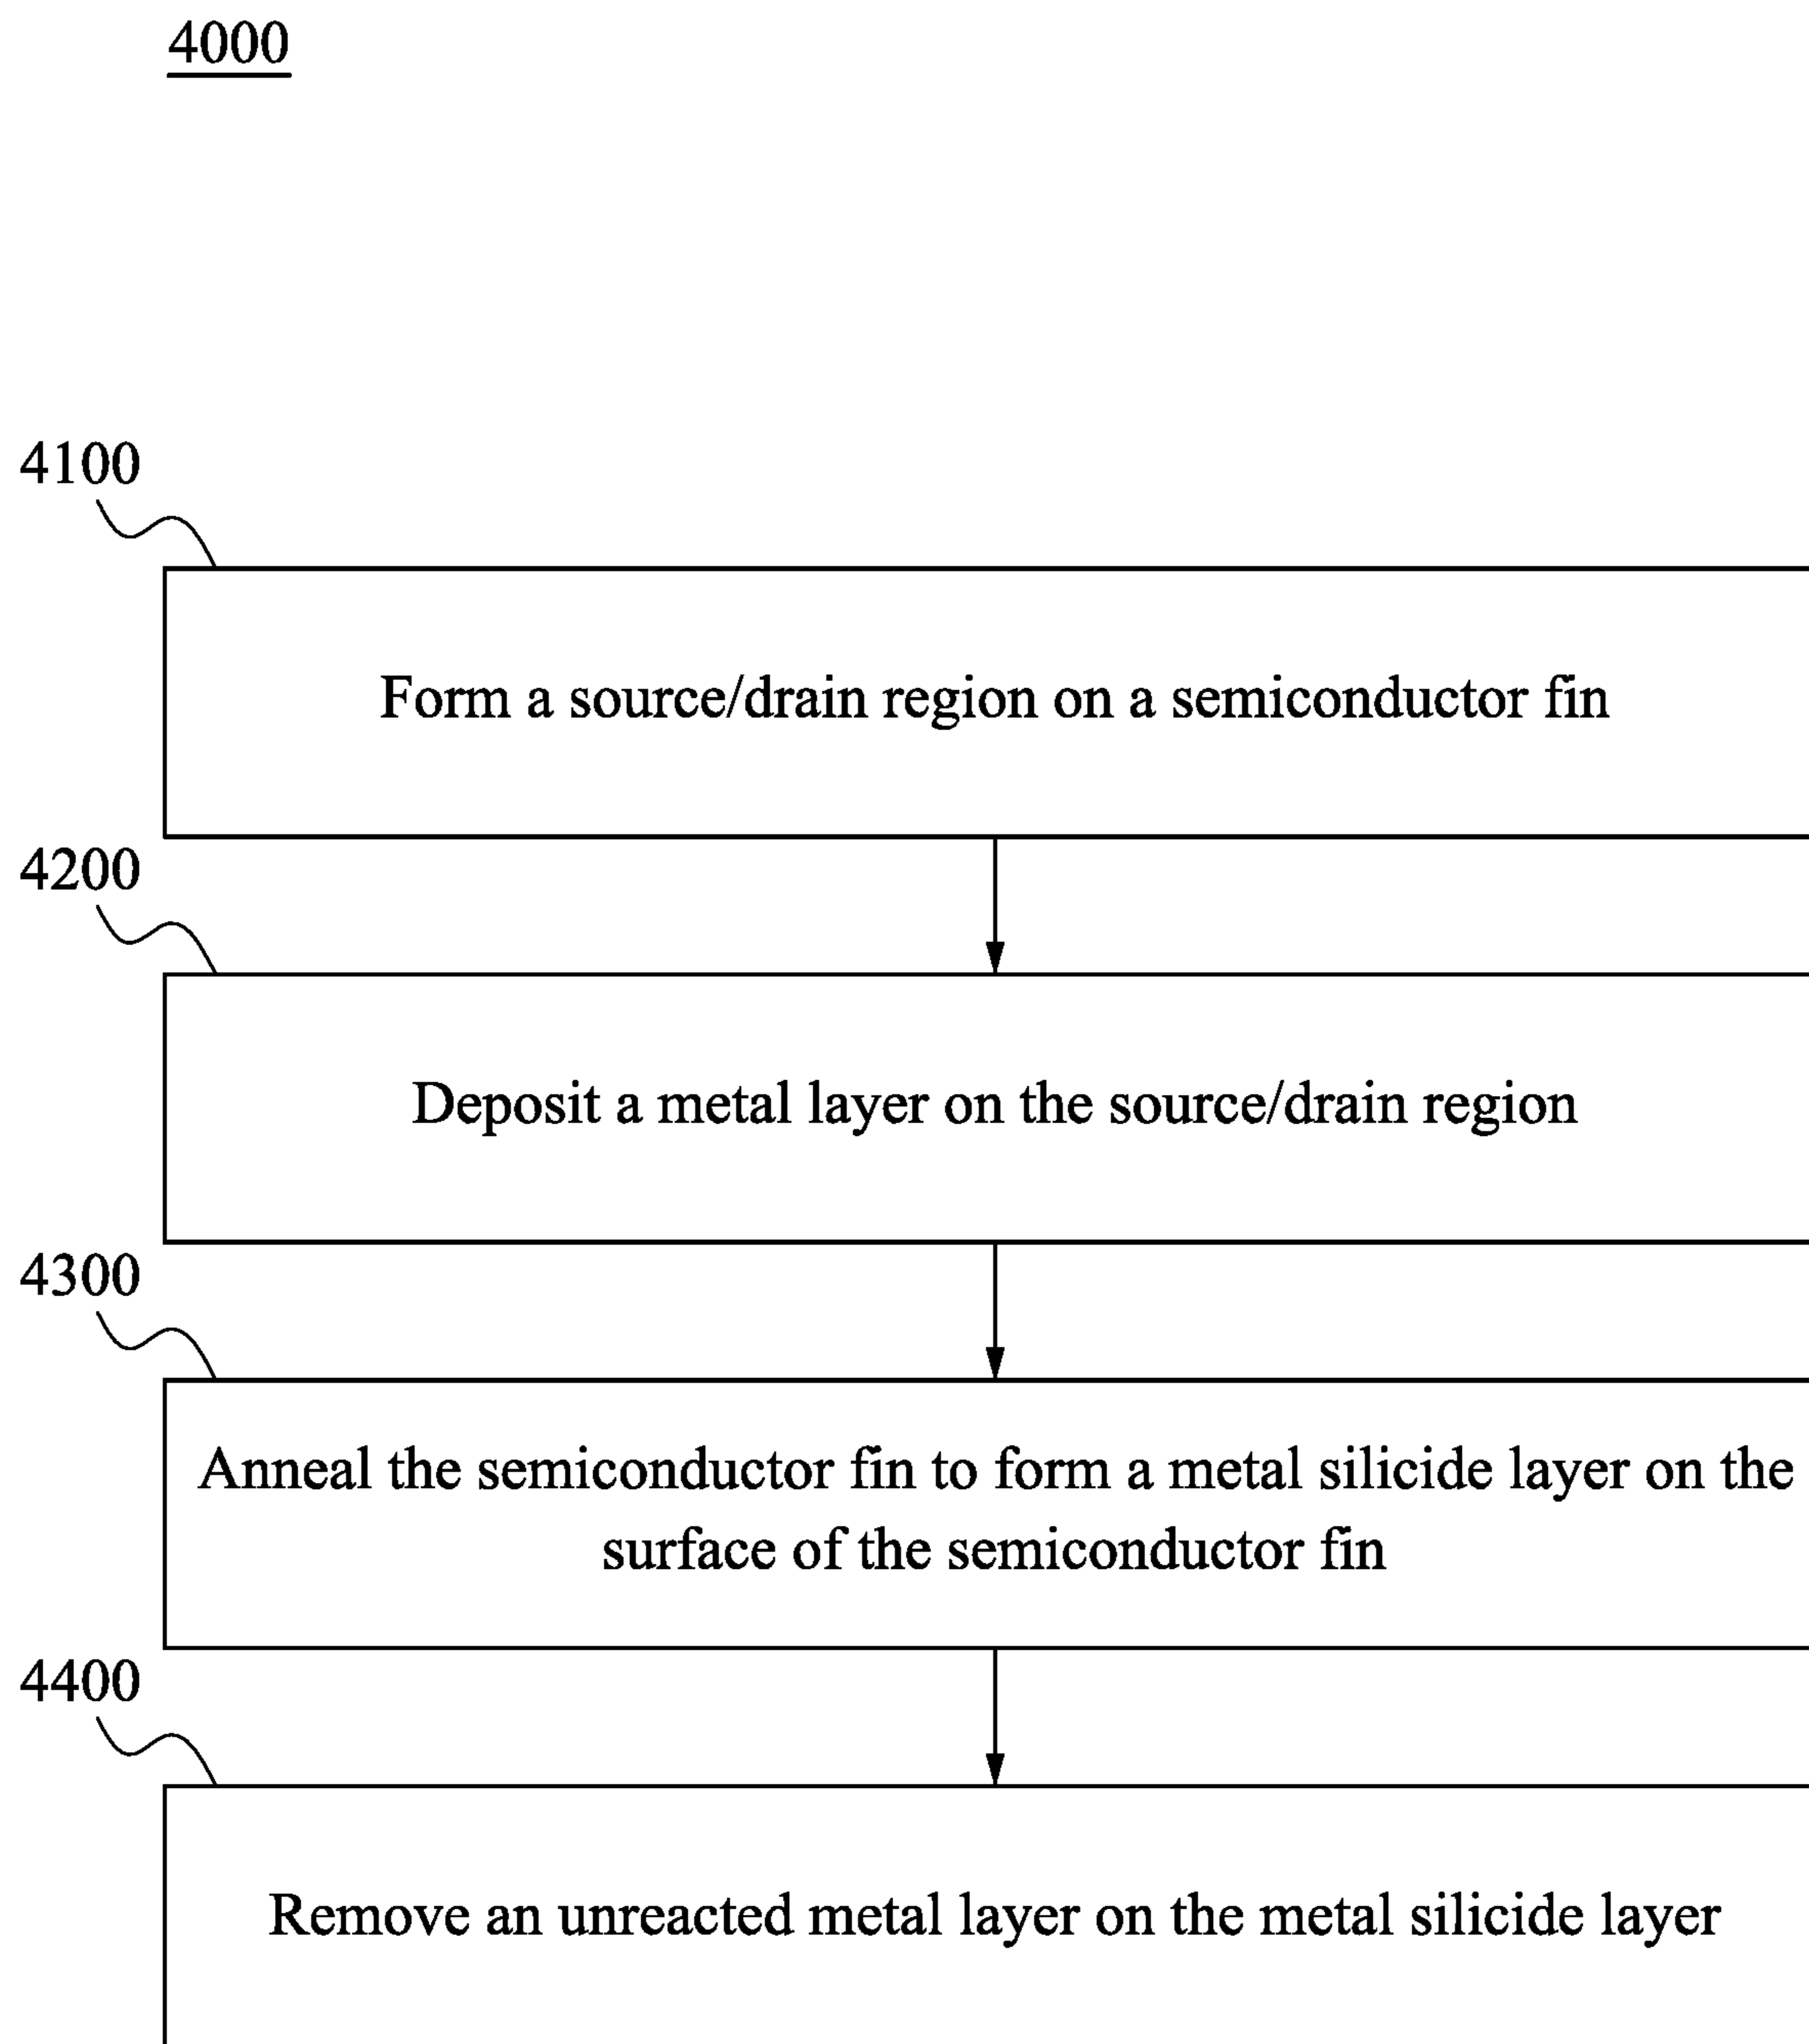 4000
4100
Form a source/drain region on a semiconductor fin
4200
Deposit a metal layer on the source/drain region
4300
Anneal the semiconductor fin to form a metal silicide layer on the
surface of the semiconductor fin
4400
Remove an unreacted metal layer on the metal silicide layer